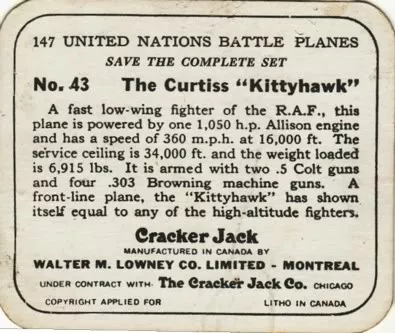 147 UNITED NATIONS BATTLE PLANES
SAVE THE COMPLETE SET
No. 43 The Curtiss "Kittyhawk"
A fast low-wing fighter of the R.A.F., this
plane is powered by one 1,050 h.p. Allison engine
and has a speed of 360 m.p.h. at 16,000 ft. The
service ceiling is 34,000 ft. and the weight loaded
is 6,915 lbs. It is armed with two .5 Colt guns
and four .303 Browning machine guns. A
front-line plane, the "Kittyhawk" has shown
itself equal to any of the high-altitude fighters.
Cracker Jack
MANUFACTURED IN CANADA BY
WALTER M. LOWNEY CO. LIMITED - MONTREAL
UNDER CONTRACT WITH- The Cracker Jack Co. CHICAGO
COPYRIGHT APPLIED FOR LITHO IN CANADA